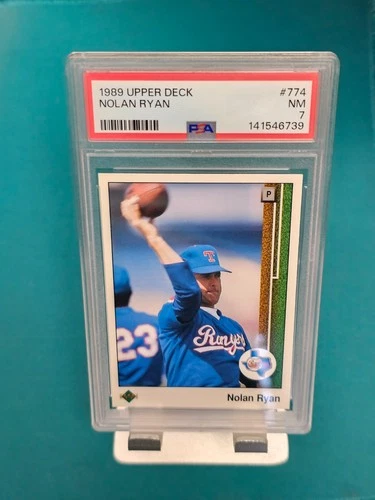 1989 UPPER DECK #774
NOLAN RYAN NM
7
PSA 141546739
P
T
Rangers
23
Nolan Ryan